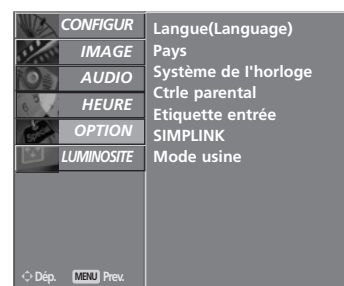 CONFIGUR
IMAGE
AUDIO
HEURE
OPTION
LUMINOSITE
Langue(Language)
Pays
Système de l'horloge
Ctrle parental
Etiquette entrée
SIMPLINK
Mode usine
Dép. MENU Prev.